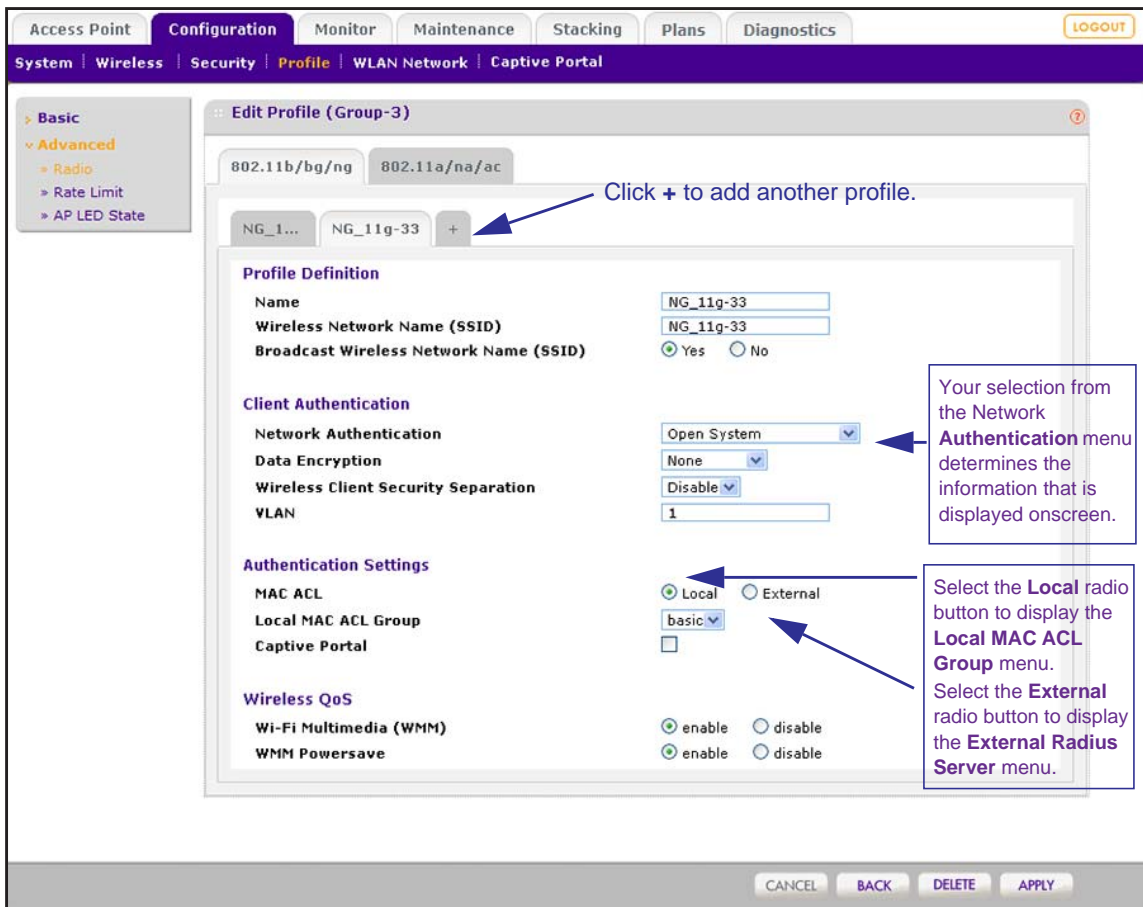 Access Point Configuration Monitor Maintenance Stacking Plans Diagnostics LOGOUT
System Wireless Security Profile WLAN Network Captive Portal
Basic
Advanced
» Radio
» Rate Limit
» AP LED State
Edit Profile (Group-3) ?
802.11b/bg/ng 802.11a/na/ac
Click + to add another profile.
NG_1... NG_11g-33 +
Profile Definition
Name NG_11g-33
Wireless Network Name (SSID) NG_11g-33
Broadcast Wireless Network Name (SSID) Yes No
Client Authentication
Network Authentication Open System
Data Encryption None
Wireless Client Security Separation Disable
VLAN 1
Your selection from
the Network
Authentication menu
determines the
information that is
displayed onscreen.
Authentication Settings
MAC ACL Local External
Local MAC ACL Group basic
Captive Portal
Select the Local radio
button to display the
Local MAC ACL
Group menu.
Select the External
radio button to display
the External Radius
Server menu.
Wireless QoS
Wi-Fi Multimedia (WMM) enable disable
WMM Powersave enable disable
CANCEL BACK DELETE APPLY